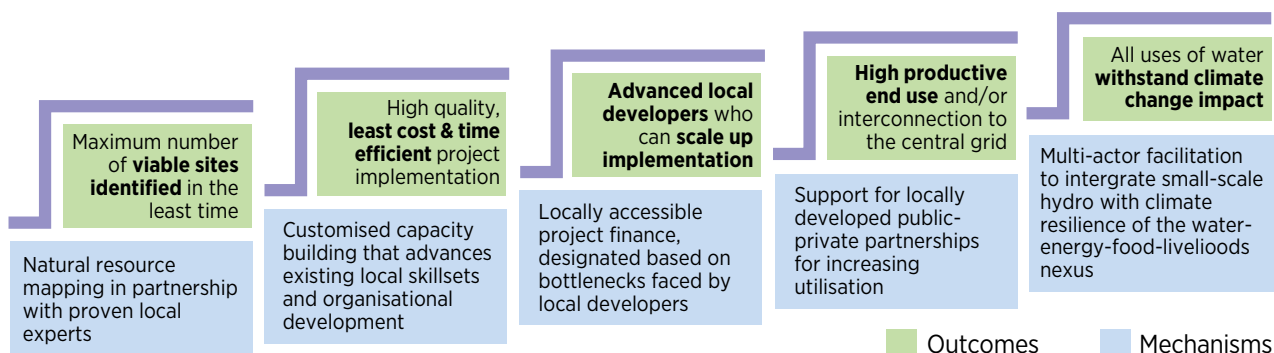 Maximum number
of viable sites
identified in the
least time
Natural resource
mapping in partnership
with proven local
experts
High quality,
least cost & time
efficient project
implementation
Customised capacity
building that advances
existing local skillsets
and organisational
development
Advanced local
developers who
can scale up
implementation
Locally accessible
project finance,
designated based on
bottlenecks faced by
local developers
High productive
end use and/or
interconnection to
the central grid
Support for locally
developed public-
private partnerships
for increasing
utilisation
All uses of water
withstand climate
change impact
Multi-actor facilitation
to intergrate small-scale
hydro with climate
resilience of the water-
energy-food-livelioods
nexus
Outcomes
Mechanisms